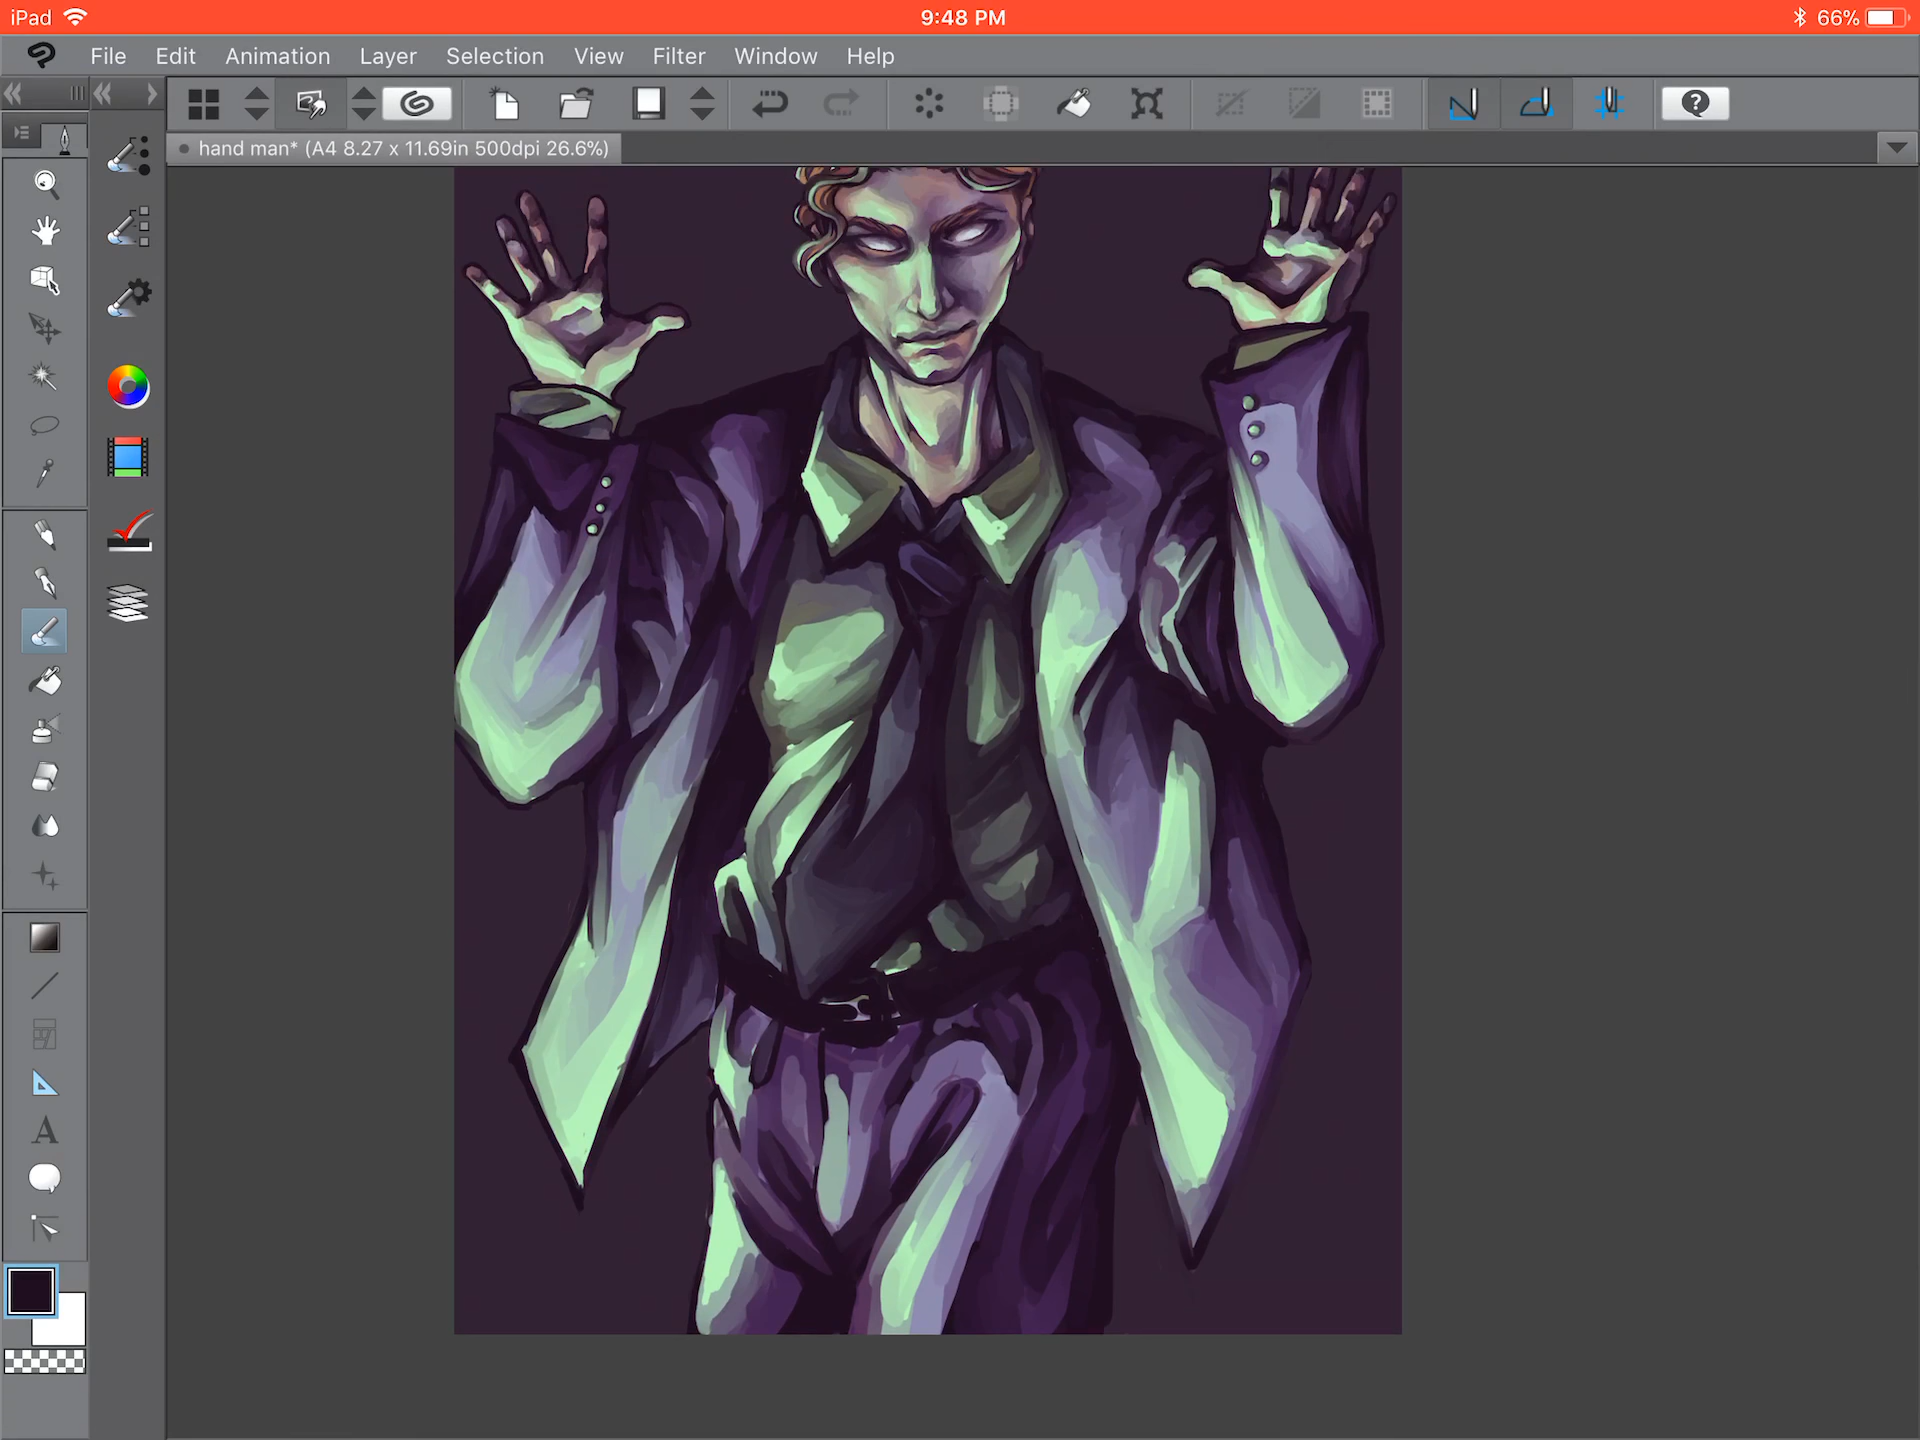 iPad 9:48 PM 66%
File Edit Animation Layer Selection View Filter Window Help
hand man* (A4 8.27 x 11.69in 500dpi 26.6%)
A